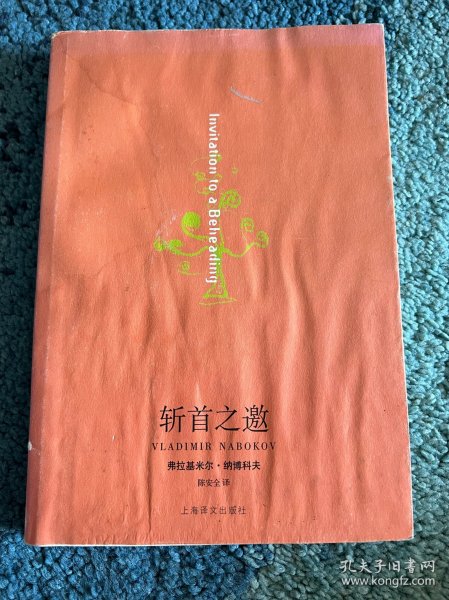 Invitation to a Beheading
斩首之邀
VLADIMIR NABOKOV
弗拉基米尔·纳博科夫
陈安全 译
上海译文出版社
孔夫子旧书网
www.kongfz.com